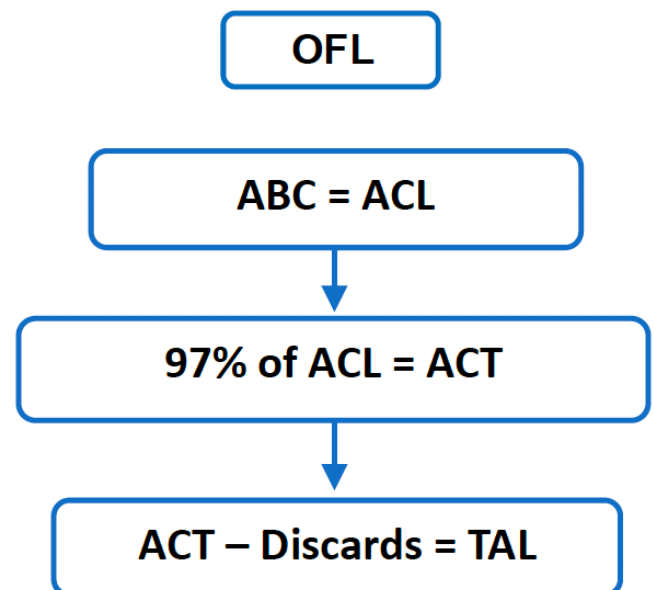 OFL
ABC = ACL
97% of ACL = ACT
ACT – Discards = TAL